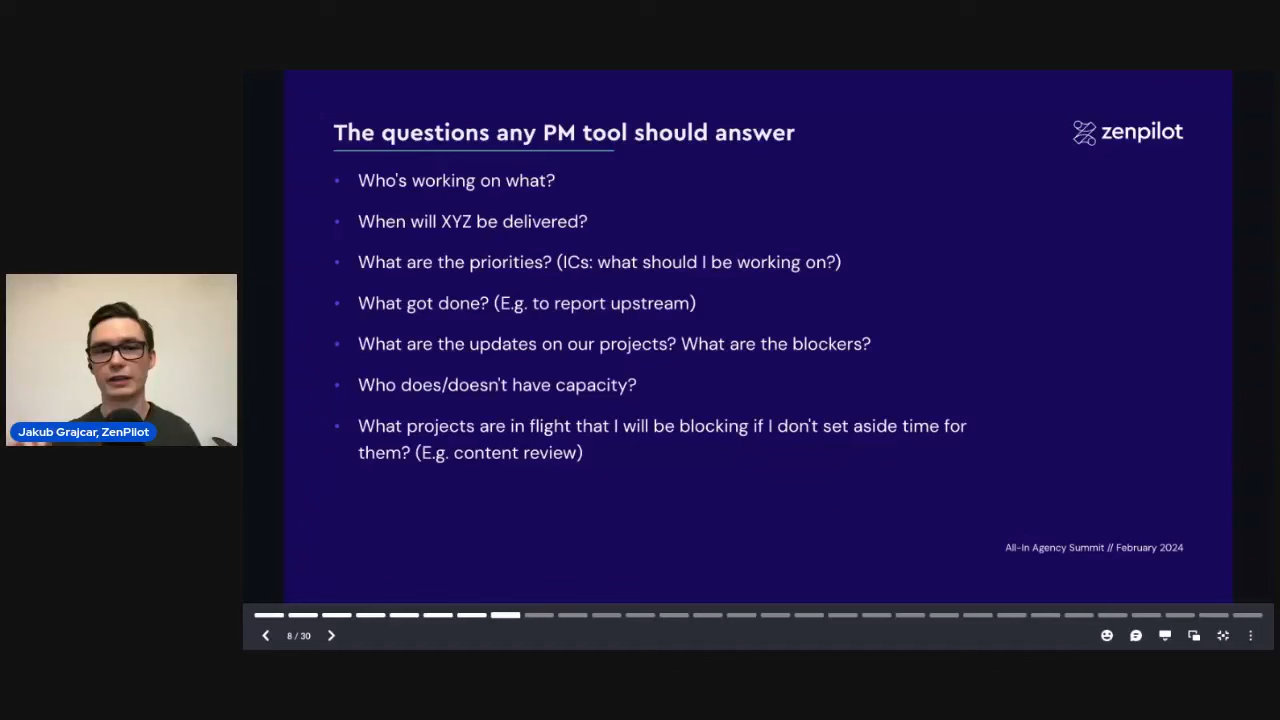 The questions any PM tool should answer
zenpilot
Who's working on what?
When will XYZ be delivered?
What are the priorities? (ICs: what should I be working on?)
What got done? (E.g. to report upstream)
What are the updates on our projects? What are the blockers?
Who does/doesn't have capacity?
What projects are in flight that I will be blocking if I don't set aside time for
them? (E.g. content review)
Jakub Grajcar, ZenPilot
All-In Agency Summit // February 2024
8 / 30